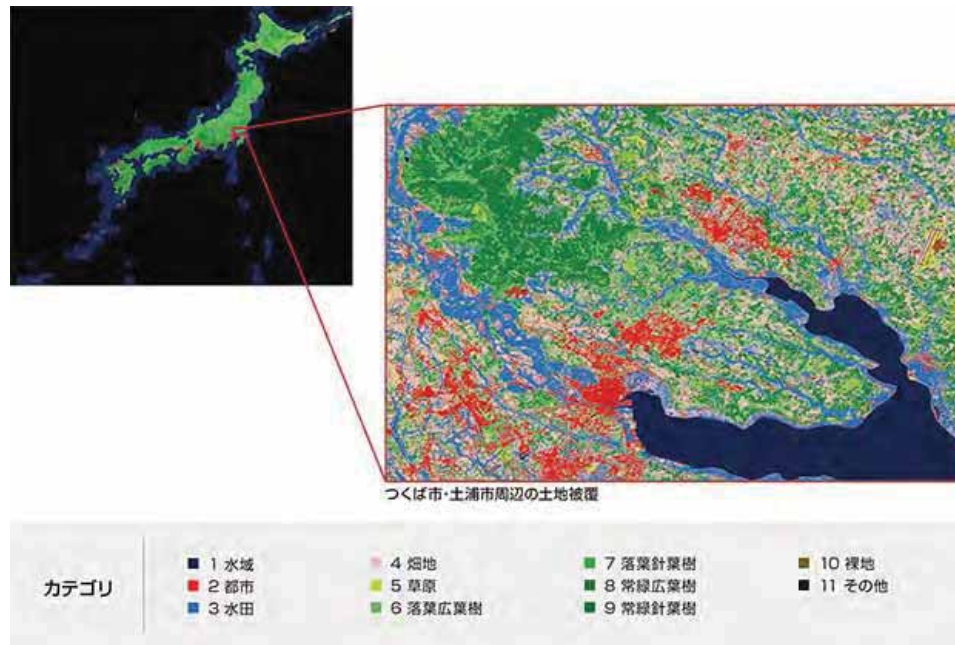 つくば市・土浦市周辺の土地被覆
カテゴリ
1 水域
2 都市
3 水田
4 畑地
5 草原
6 落葉広葉樹
7 落葉針葉樹
8 常緑広葉樹
9 常緑針葉樹
10 裸地
11 その他